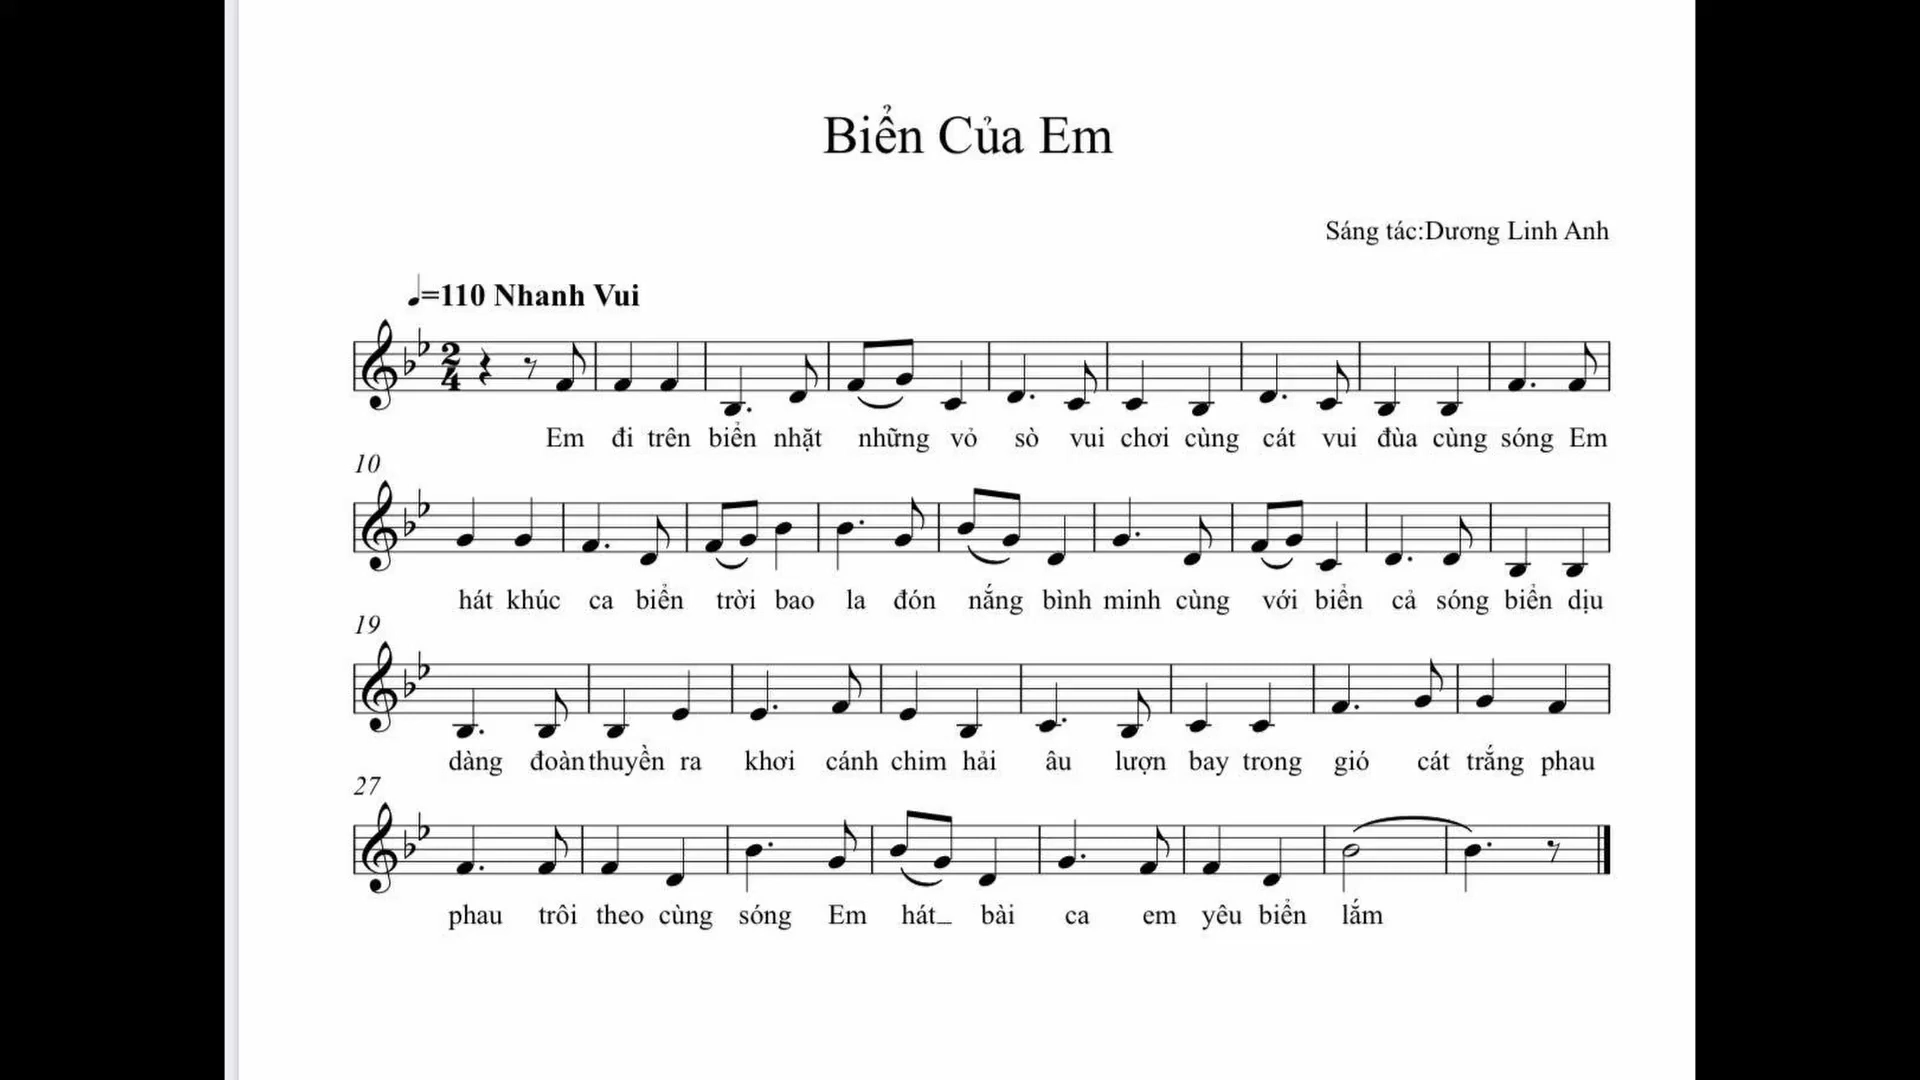 Biển Của Em
Sáng tác:Dương Linh Anh
♩=110 Nhanh Vui
2
4
Em đi trên biển nhặt những vỏ sò vui chơi cùng cát vui đùa cùng sóng Em
10
hát khúc ca biển trời bao la đón nắng bình minh cùng với biển cả sóng biển dịu
19
dàng đoàn thuyền ra khơi cánh chim hải âu lượn bay trong gió cát trắng phau
27
phau trôi theo cùng sóng Em hát_ bài ca em yêu biển lắm